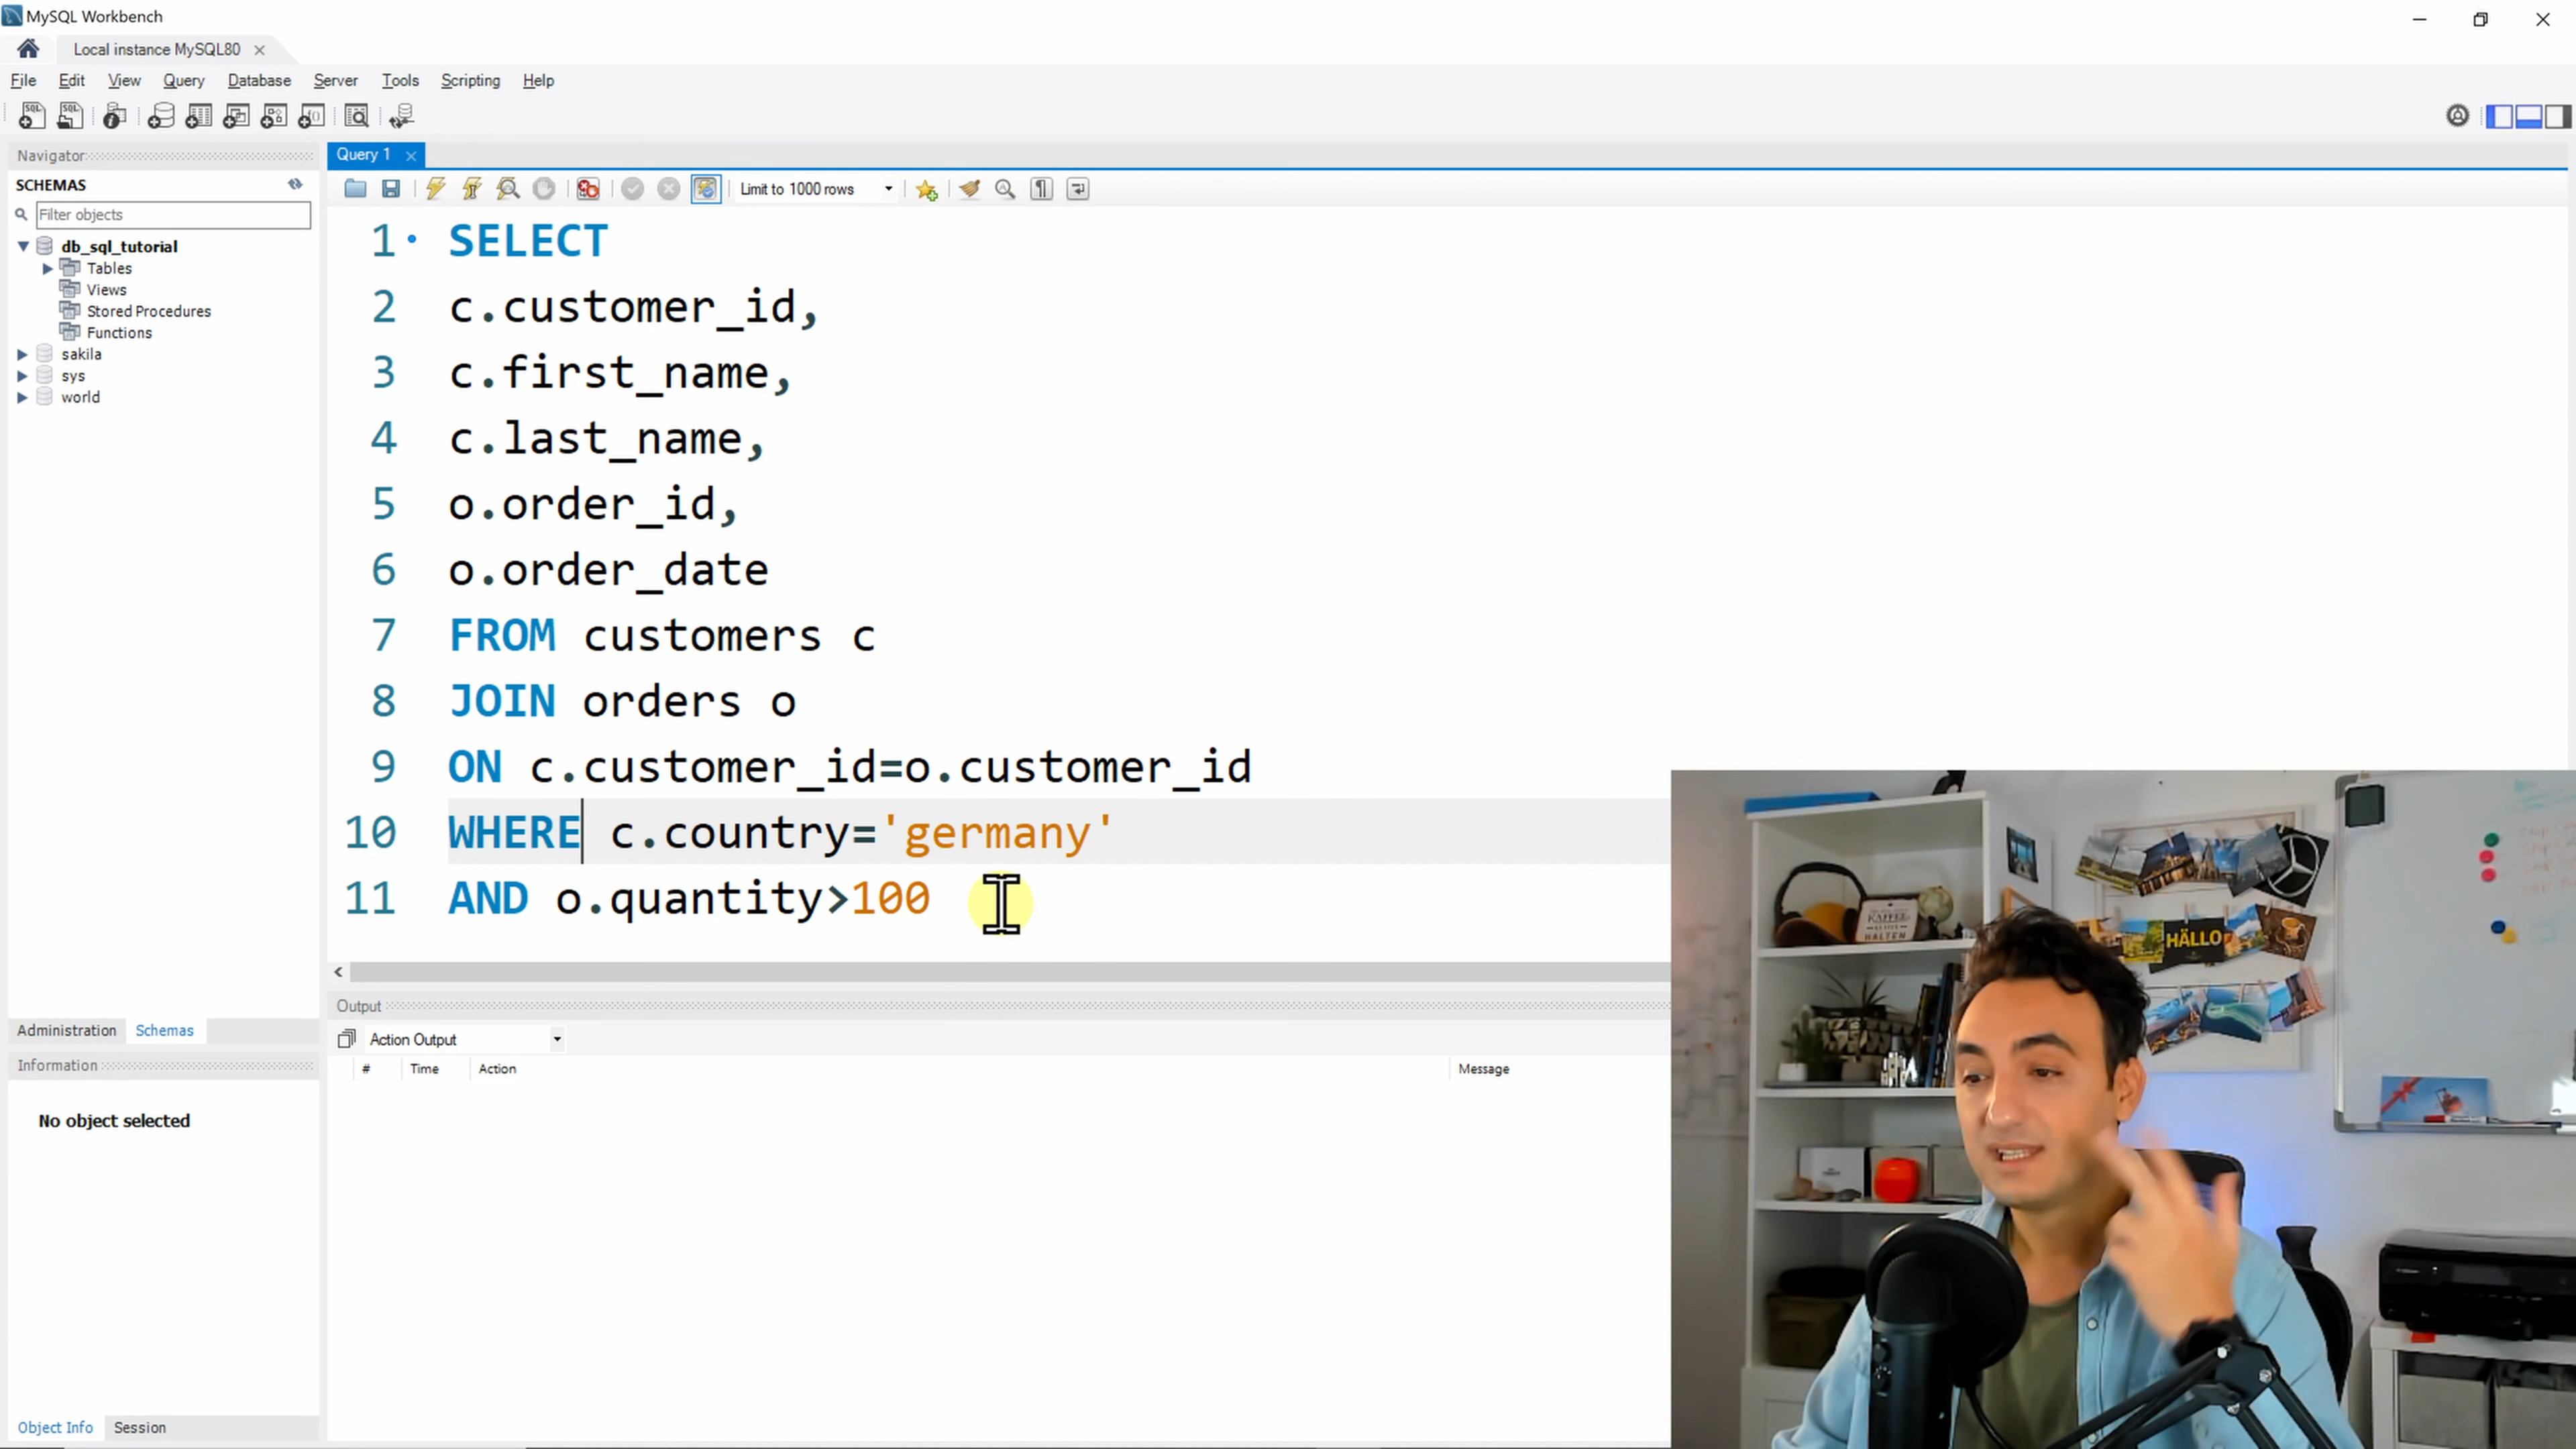 MySQL Workbench
Local instance MySQL80
File Edit View Query Database Server Tools Scripting Help
Navigator
SCHEMAS
Filter objects
db_sql_tutorial
Tables
Views
Stored Procedures
Functions
sakila
sys
world
Administration Schemas
Information
No object selected
Object Info Session
Query 1
Limit to 1000 rows
1 SELECT
2 c.customer_id,
3 c.first_name,
4 c.last_name,
5 o.order_id,
6 o.order_date
7 FROM customers c
8 JOIN orders o
9 ON c.customer_id=o.customer_id
10 WHERE c.country='germany'
11 AND o.quantity>100
Output
Action Output
# Time Action Message
KAFFEE
HALTEN
HÄLLO